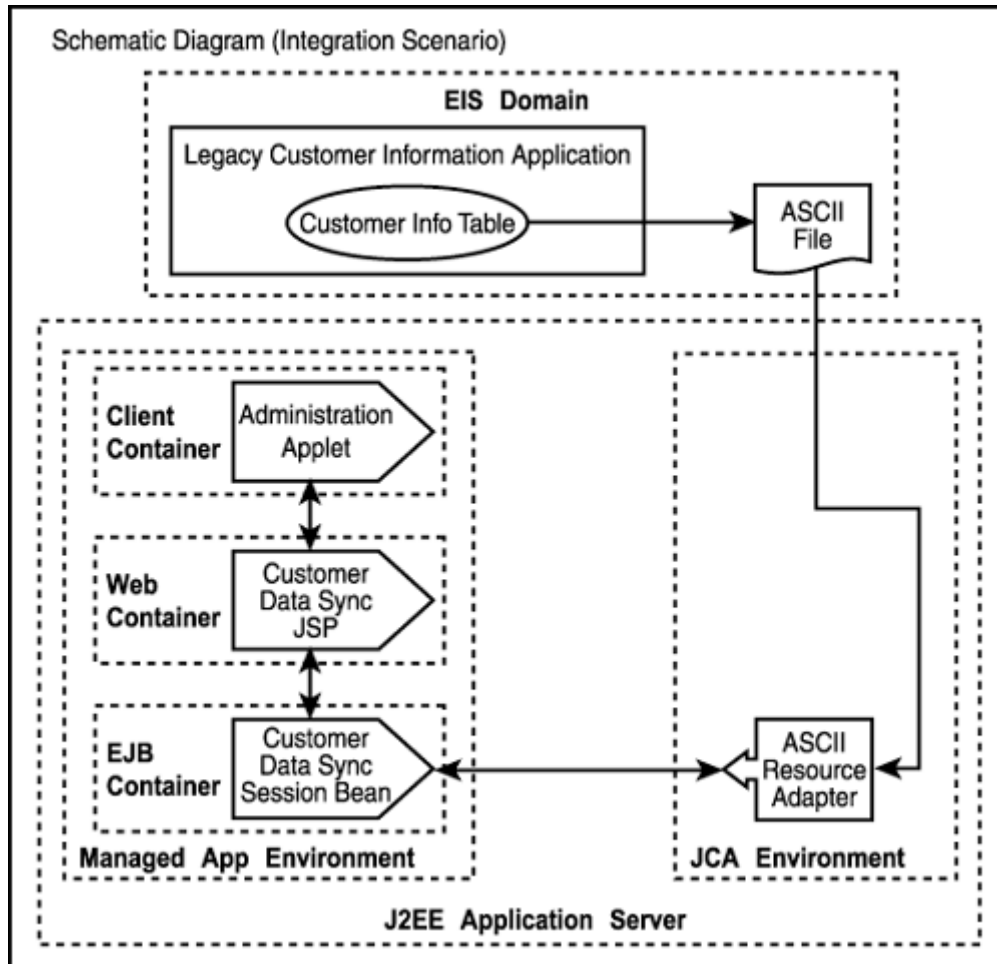 Schematic Diagram (Integration Scenario)
EIS Domain
Legacy Customer Information Application
Customer Info Table
ASCII
File
Client
Container
Administration
Applet
Web
Container
Customer
Data Sync
JSP
EJB
Container
Customer
Data Sync
Session Bean
ASCII
Resource
Adapter
Managed App Environment
JCA Environment
J2EE Application Server